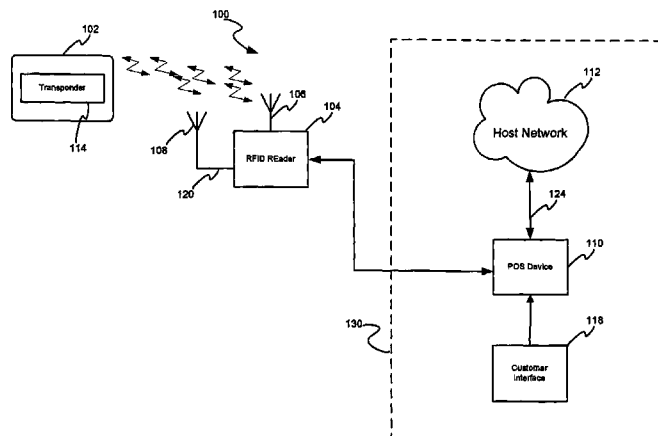 100
102
112
Transponder
106
104
Host Network
108
114
RFID REader
124
120
110
POS Device
118
130
Customer
Interface